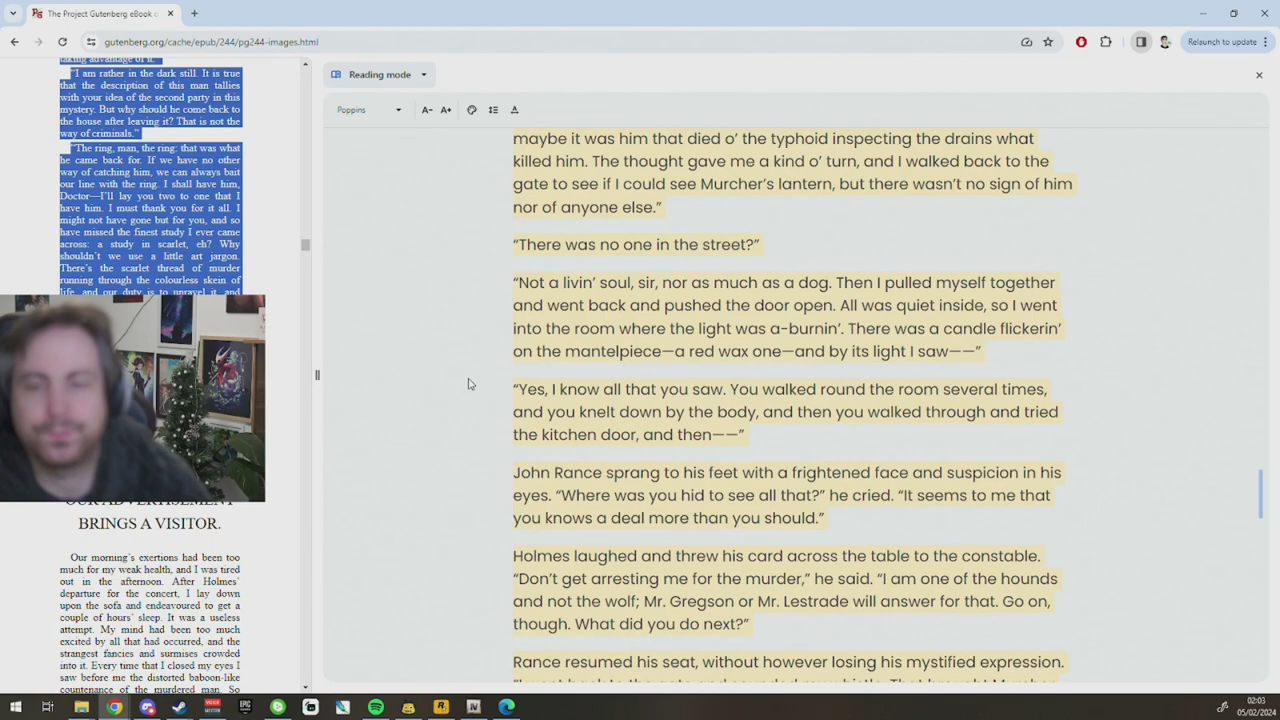 The Project Gutenberg eBook o
gutenberg.org/cache/epub/244/pg244-images.html
Relaunch to update
taking advantage of it.”
“I am rather in the dark still. It is true
that the description of this man tallies
with your idea of the second party in this
mystery. But why should he come back to
the house after leaving it? That is not the
way of criminals.”
“The ring, man, the ring: that was what
he came back for. If we have no other
way of catching him, we can always bait
our line with the ring. I shall have him,
Doctor—I’ll lay you two to one that I
have him. I must thank you for it all. I
might not have gone but for you, and so
have missed the finest study I ever came
across: a study in scarlet, eh? Why
shouldn’t we use a little art jargon.
There’s the scarlet thread of murder
running through the colourless skein of
life, and our duty is to unravel it, and
OUR ADVERTISEMENT
BRINGS A VISITOR.
Our morning’s exertions had been too
much for my weak health, and I was tired
out in the afternoon. After Holmes’
departure for the concert, I lay down
upon the sofa and endeavoured to get a
couple of hours’ sleep. It was a useless
attempt. My mind had been too much
excited by all that had occurred, and the
strangest fancies and surmises crowded
into it. Every time that I closed my eyes I
saw before me the distorted baboon-like
countenance of the murdered man. So
Reading mode
Poppins
A- A+
maybe it was him that died o’ the typhoid inspecting the drains what
killed him. The thought gave me a kind o’ turn, and I walked back to the
gate to see if I could see Murcher’s lantern, but there wasn’t no sign of him
nor of anyone else.”
“There was no one in the street?”
“Not a livin’ soul, sir, nor as much as a dog. Then I pulled myself together
and went back and pushed the door open. All was quiet inside, so I went
into the room where the light was a-burnin’. There was a candle flickerin’
on the mantelpiece—a red wax one—and by its light I saw——”
“Yes, I know all that you saw. You walked round the room several times,
and you knelt down by the body, and then you walked through and tried
the kitchen door, and then——”
John Rance sprang to his feet with a frightened face and suspicion in his
eyes. “Where was you hid to see all that?” he cried. “It seems to me that
you knows a deal more than you should.”
Holmes laughed and threw his card across the table to the constable.
“Don’t get arresting me for the murder,” he said. “I am one of the hounds
and not the wolf; Mr. Gregson or Mr. Lestrade will answer for that. Go on,
though. What did you do next?”
Rance resumed his seat, without however losing his mystified expression.
02:03
05/02/2024